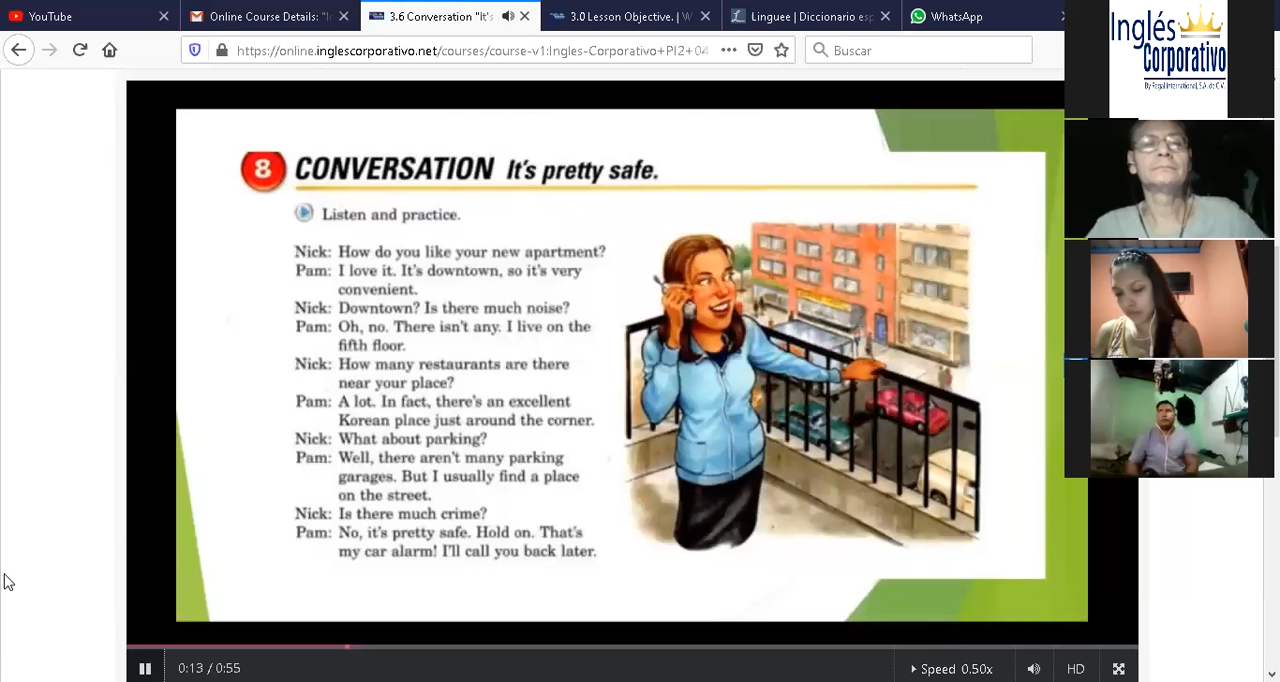 YouTube
Online Course Details: "I
3.6 Conversation "It's
3.0 Lesson Objective. | W
Linguee | Diccionario esp
WhatsApp
https://online.inglescorporativo.net/courses/course-v1:Ingles-Corporativo+PI2+04
Buscar
Inglés
Corporativo
By Fegal International, S.A. de C.V.
8 CONVERSATION It's pretty safe.
Listen and practice.
Nick: How do you like your new apartment?
Pam: I love it. It's downtown, so it's very
convenient.
Nick: Downtown? Is there much noise?
Pam: Oh, no. There isn't any. I live on the
fifth floor.
Nick: How many restaurants are there
near your place?
Pam: A lot. In fact, there's an excellent
Korean place just around the corner.
Nick: What about parking?
Pam: Well, there aren't many parking
garages. But I usually find a place
on the street.
Nick: Is there much crime?
Pam: No, it's pretty safe. Hold on. That's
my car alarm! I'll call you back later.
0:13 / 0:55
Speed 0.50x
HD